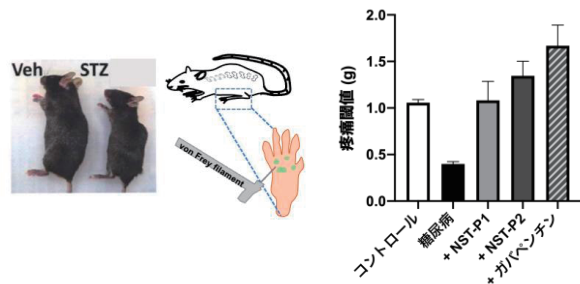 Veh STZ
von Frey filament
疼痛閾値 (g)
2.0
1.5
1.0
0.5
0.0
コントロール
糖尿病
+ NST-P1
+ NST-P2
+ ガバペンチン